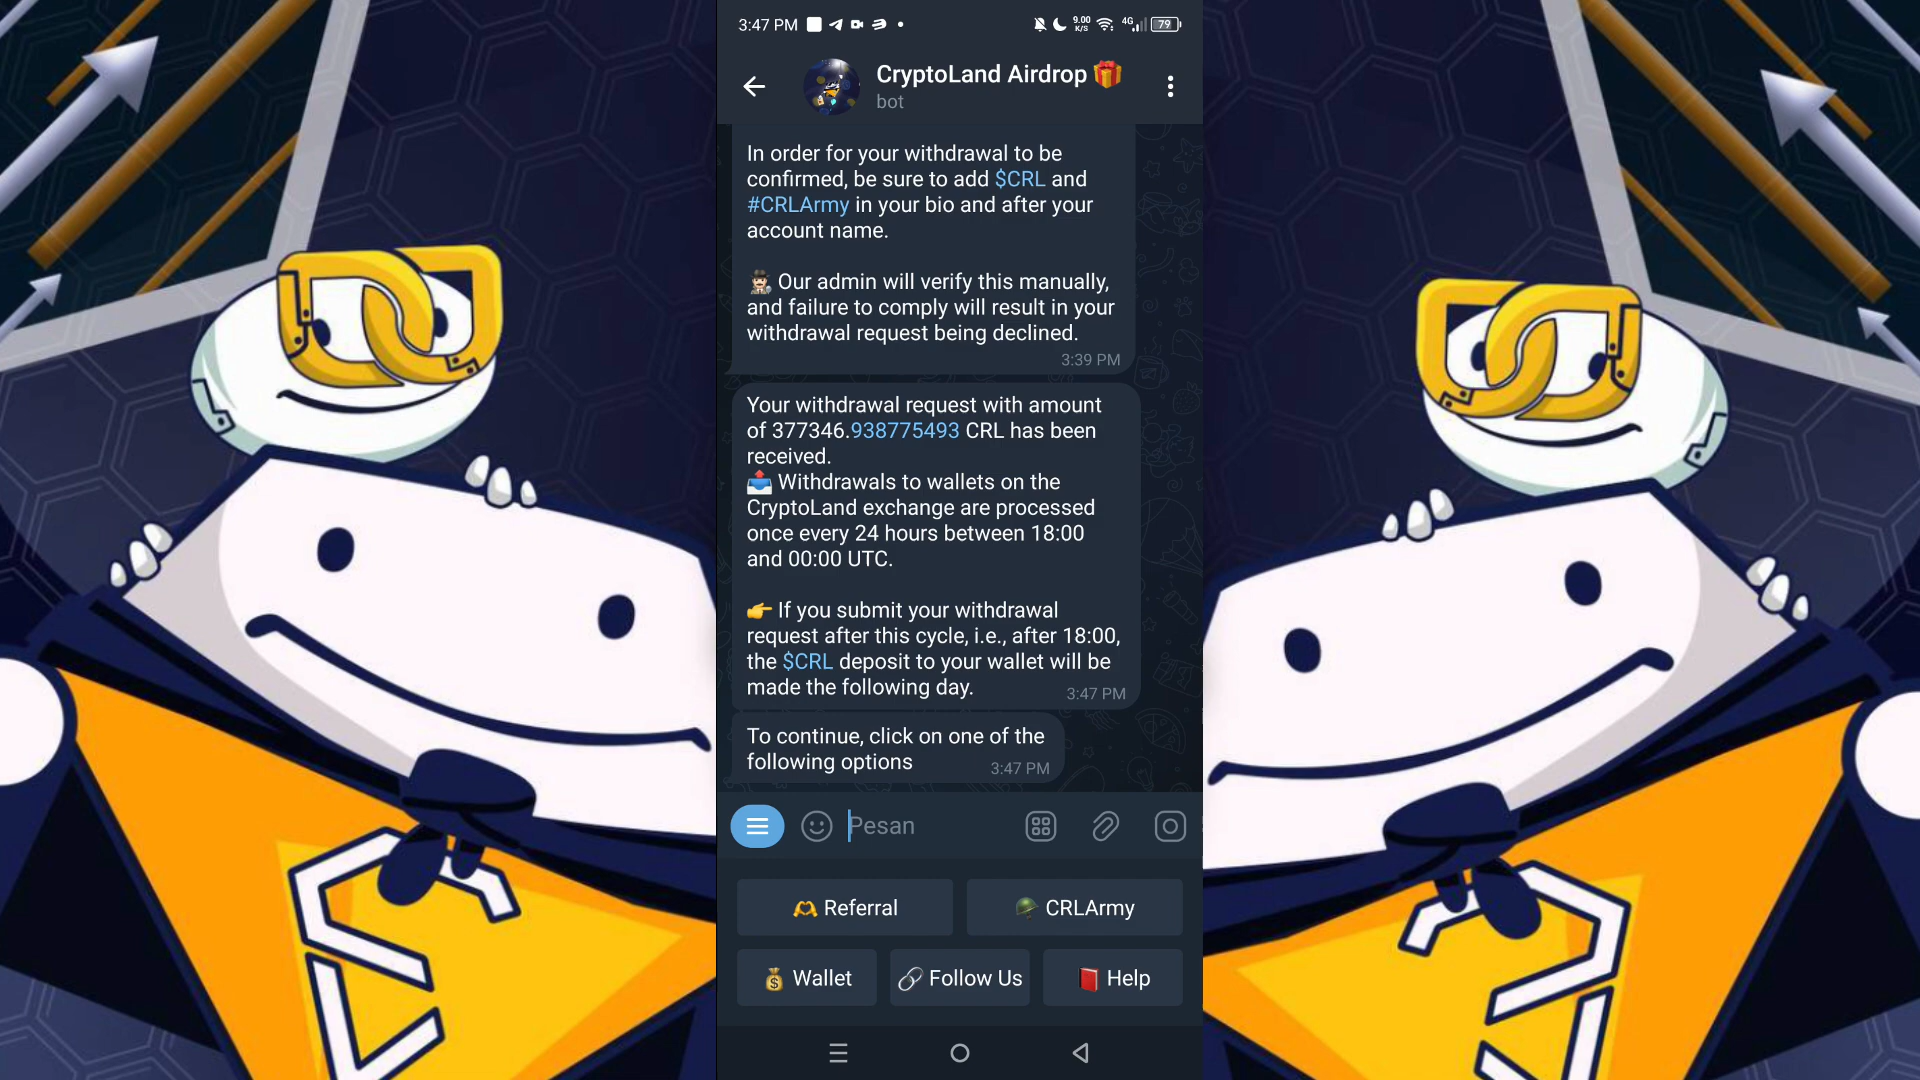 3:47 PM
9.00
K/S
4G
79
CryptoLand Airdrop
bot
In order for your withdrawal to be
confirmed, be sure to add $CRL and
#CRLArmy in your bio and after your
account name.
Our admin will verify this manually,
and failure to comply will result in your
withdrawal request being declined.
3:39 PM
Your withdrawal request with amount
of 377346.938775493 CRL has been
received.
Withdrawals to wallets on the
CryptoLand exchange are processed
once every 24 hours between 18:00
and 00:00 UTC.
If you submit your withdrawal
request after this cycle, i.e., after 18:00,
the $CRL deposit to your wallet will be
made the following day.
3:47 PM
To continue, click on one of the
following options
3:47 PM
Pesan
Referral
CRLArmy
Wallet
Follow Us
Help